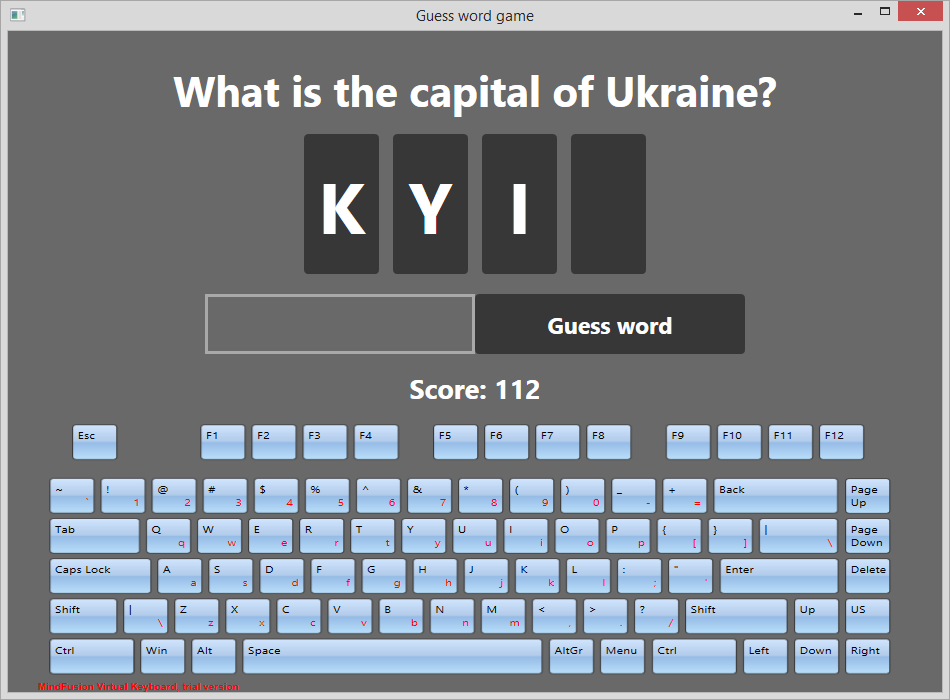 Guess word game
What is the capital of Ukraine?
K Y I
Guess word
Score: 112
Esc F1 F2 F3 F4 F5 F6 F7 F8 F9 F10 F11 F12
~ ` ! 1 @ 2 # 3 $ 4 % 5 ^ 6 & 7 * 8 ( 9 ) 0 _ - + = Back Page Up
Tab Q q W w E e R r T t Y y U u I i O o P p { [ } ] | \ Page Down
Caps Lock A a S s D d F f G g H h J j K k L l : ; " ' Enter Delete
Shift | \ Z z X x C c V v B b N n M m < , > . ? / Shift Up US
Ctrl Win Alt Space AltGr Menu Ctrl Left Down Right
MindFusion Virtual Keyboard, trial version